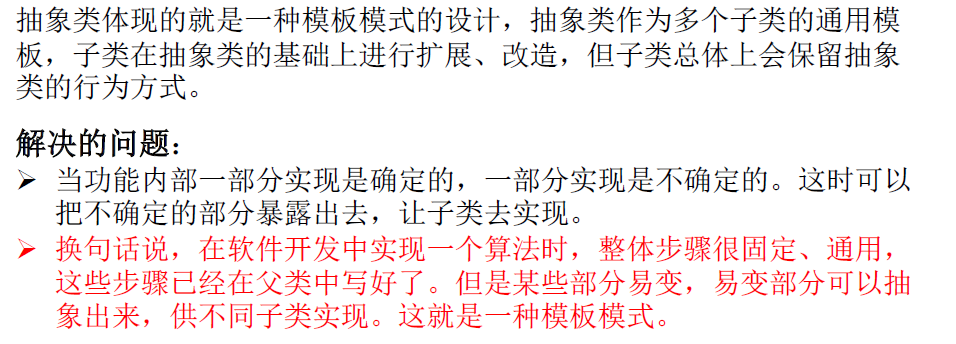 抽象类体现的就是一种模板模式的设计，抽象类作为多个子类的通用模
板，子类在抽象类的基础上进行扩展、改造，但子类总体上会保留抽象
类的行为方式。
解决的问题：
➢ 当功能内部一部分实现是确定的，一部分实现是不确定的。这时可以
把不确定的部分暴露出去，让子类去实现。
➢ 换句话说，在软件开发中实现一个算法时，整体步骤很固定、通用，
这些步骤已经在父类中写好了。但是某些部分易变，易变部分可以抽
象出来，供不同子类实现。这就是一种模板模式。